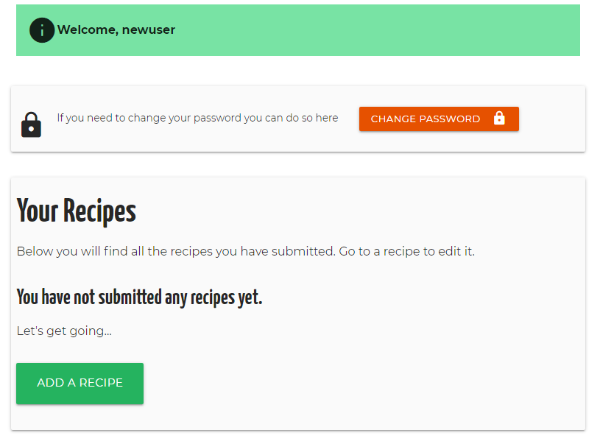 Welcome, newuser
If you need to change your password you can do so here
CHANGE PASSWORD
Your Recipes
Below you will find all the recipes you have submitted. Go to a recipe to edit it.
You have not submitted any recipes yet.
Let's get going...
ADD A RECIPE